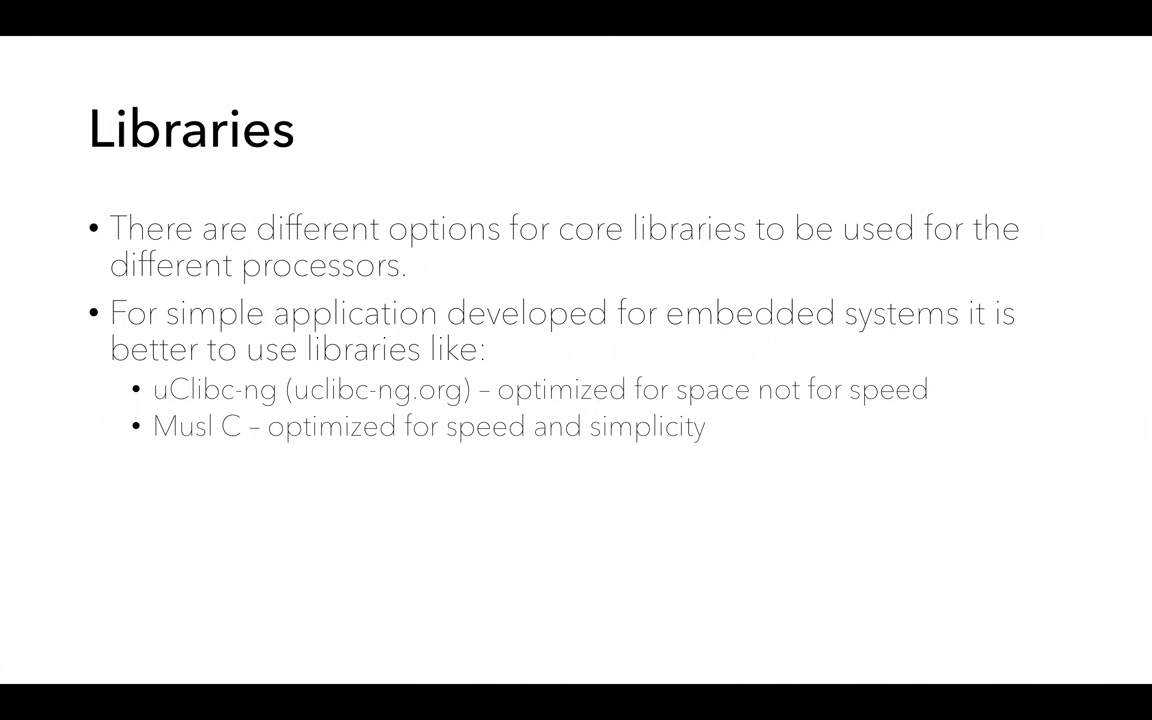 Libraries
• There are different options for core libraries to be used for the
different processors.
• For simple application developed for embedded systems it is
better to use libraries like:
• uClibc-ng (uclibc-ng.org) – optimized for space not for speed
• Musl C – optimized for speed and simplicity